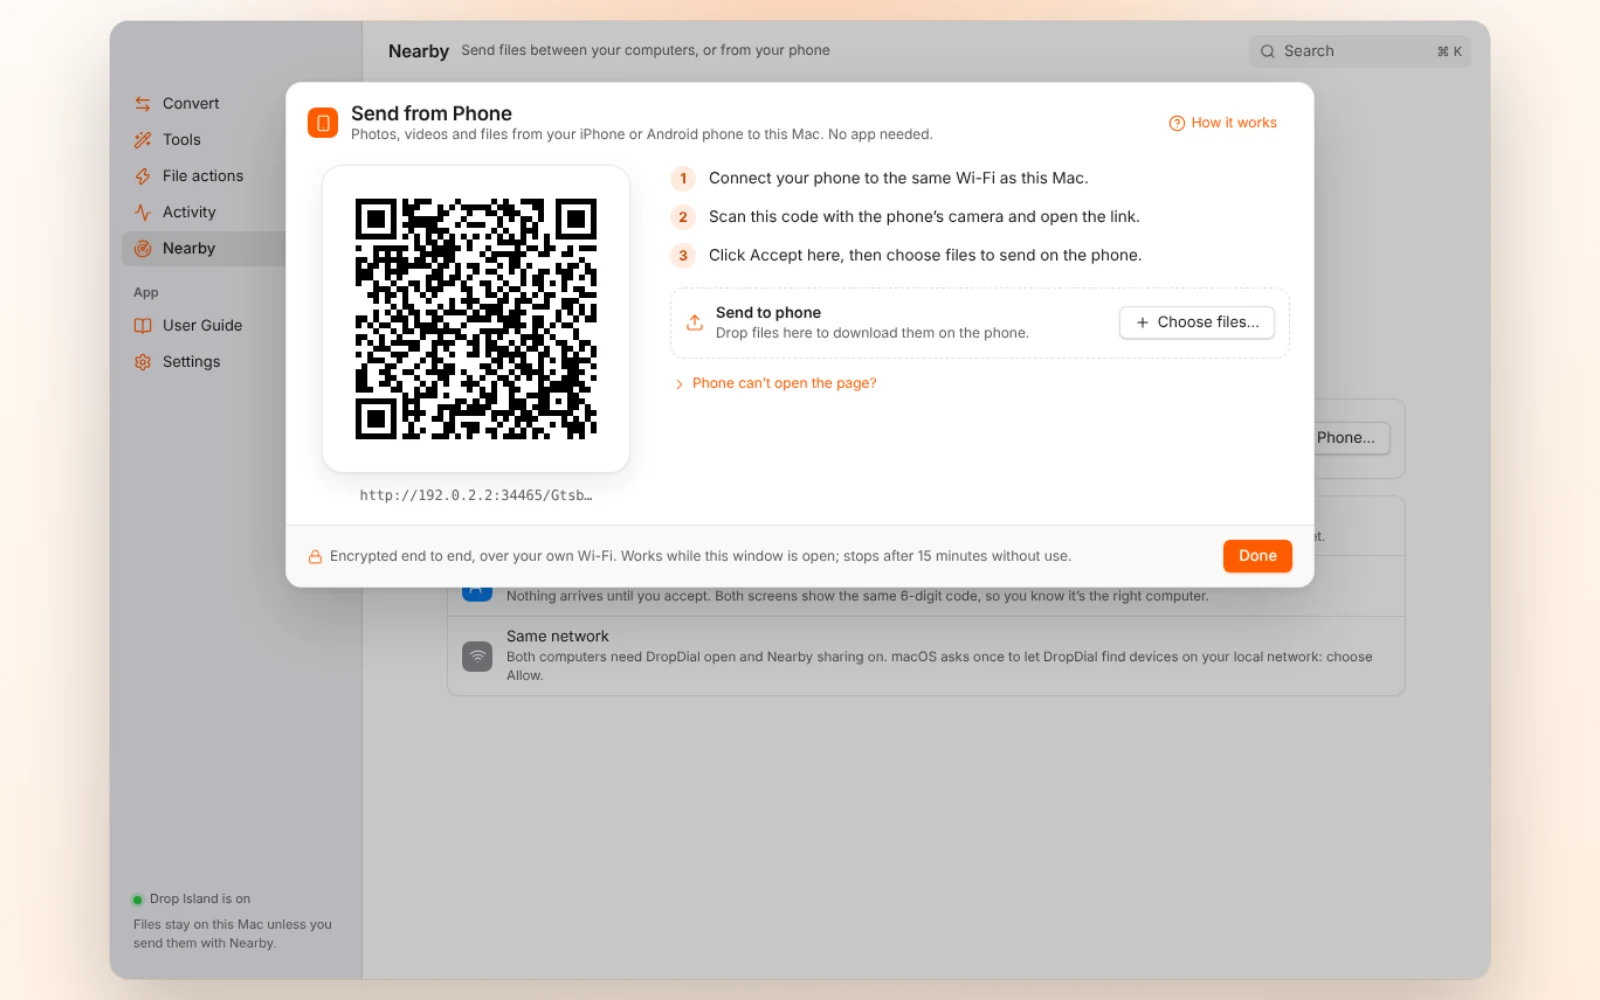 Nearby Send files between your computers, or from your phone
Search ⌘ K
Convert
Tools
File actions
Activity
Nearby
App
User Guide
Settings
Send from Phone
Photos, videos and files from your iPhone or Android phone to this Mac. No app needed.
How it works
http://192.0.2.2:34465/Gtsb…
1 Connect your phone to the same Wi-Fi as this Mac.
2 Scan this code with the phone's camera and open the link.
3 Click Accept here, then choose files to send on the phone.
Send to phone
Drop files here to download them on the phone.
Choose files...
Phone can't open the page?
Encrypted end to end, over your own Wi-Fi. Works while this window is open; stops after 15 minutes without use.
Done
Phone...
Nothing arrives until you accept. Both screens show the same 6-digit code, so you know it's the right computer.
Same network
Both computers need DropDial open and Nearby sharing on. macOS asks once to let DropDial find devices on your local network: choose
Allow.
Drop Island is on
Files stay on this Mac unless you
send them with Nearby.